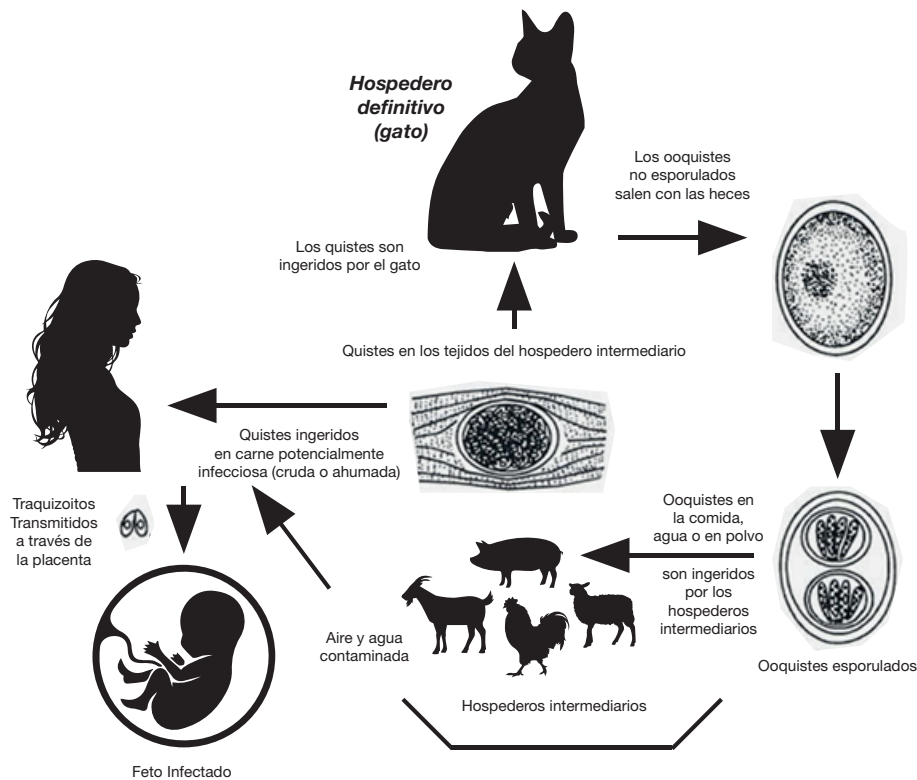 Hospedero
definitivo
(gato)
Los ooquistes
no esporulados
salen con las heces
Los quistes son
ingeridos por el gato
Quistes en los tejidos del hospedero intermediario
Quistes ingeridos
en carne potencialmente
infecciosa (cruda o ahumada)
Traquizoitos
Transmitidos
a través de
la placenta
Ooquistes en
la comida,
agua o en polvo
son ingeridos
por los
hospederos
intermediarios
Aire y agua
contaminada
Ooquistes esporulados
Hospederos intermediarios
Feto Infectado